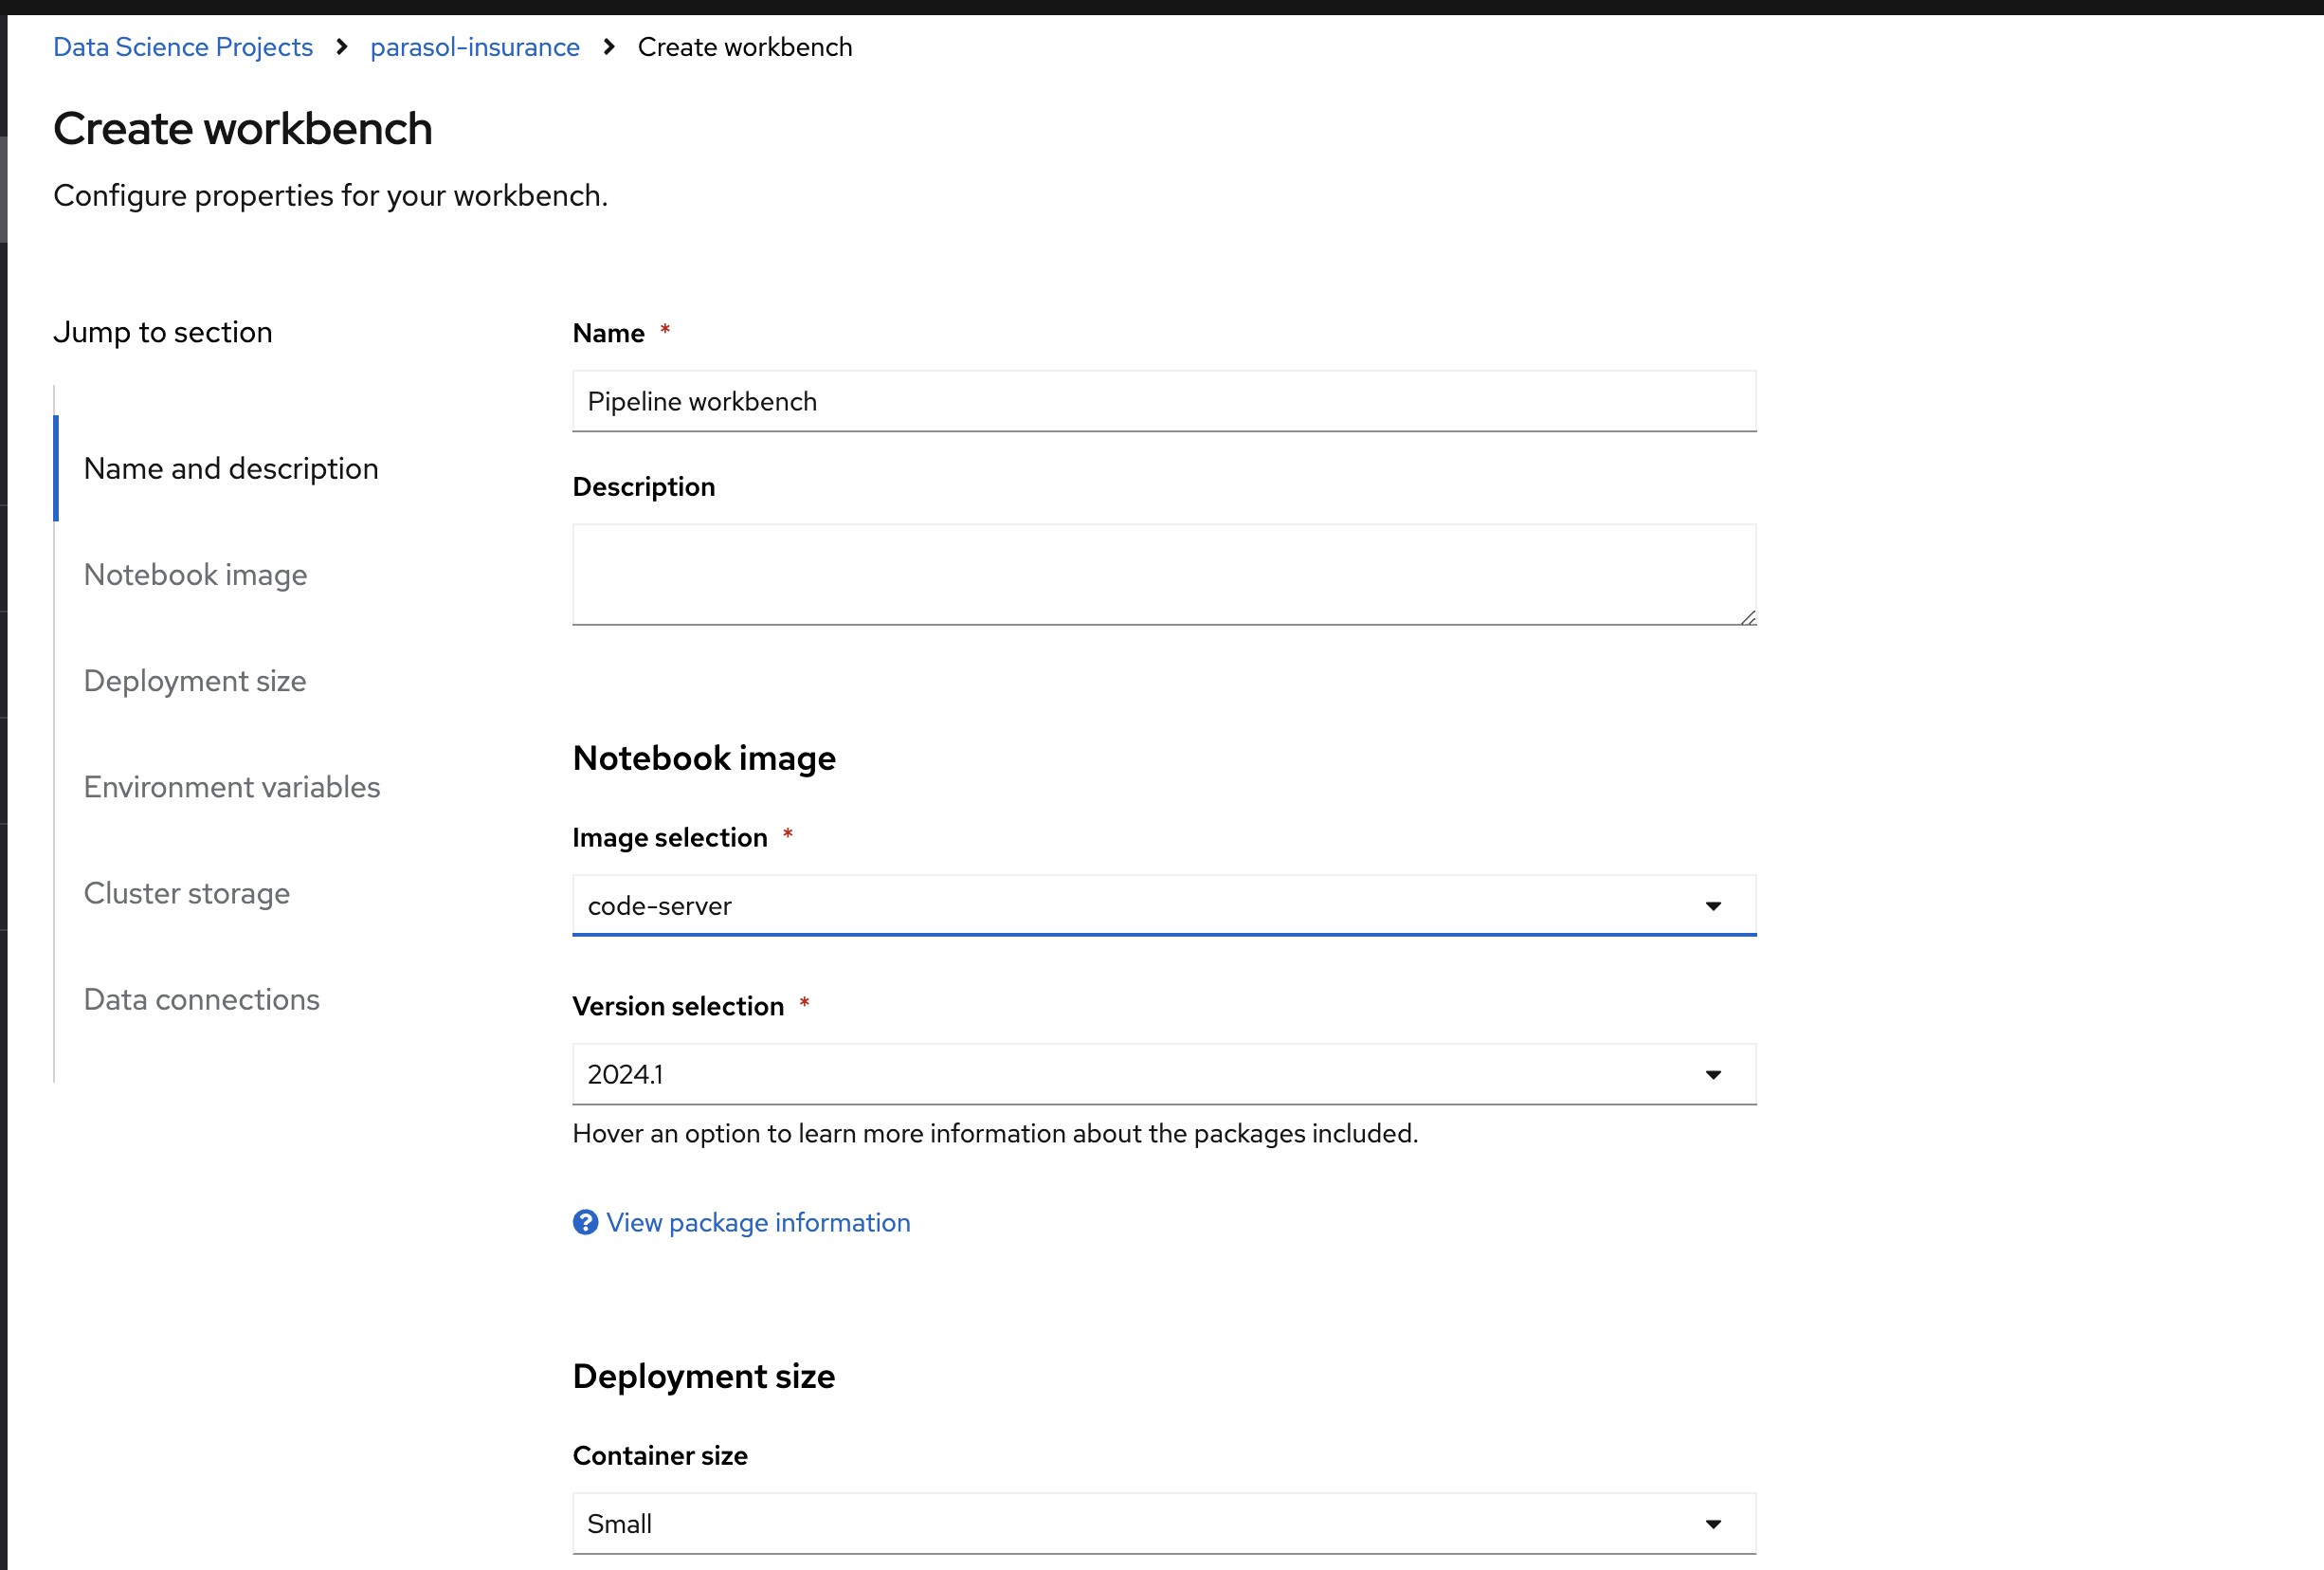 Data Science Projects > parasol-insurance > Create workbench
Create workbench
Configure properties for your workbench.
Jump to section
Name and description
Notebook image
Deployment size
Environment variables
Cluster storage
Data connections
Name *
Pipeline workbench
Description
Notebook image
Image selection *
code-server
Version selection *
2024.1
Hover an option to learn more information about the packages included.
? View package information
Deployment size
Container size
Small